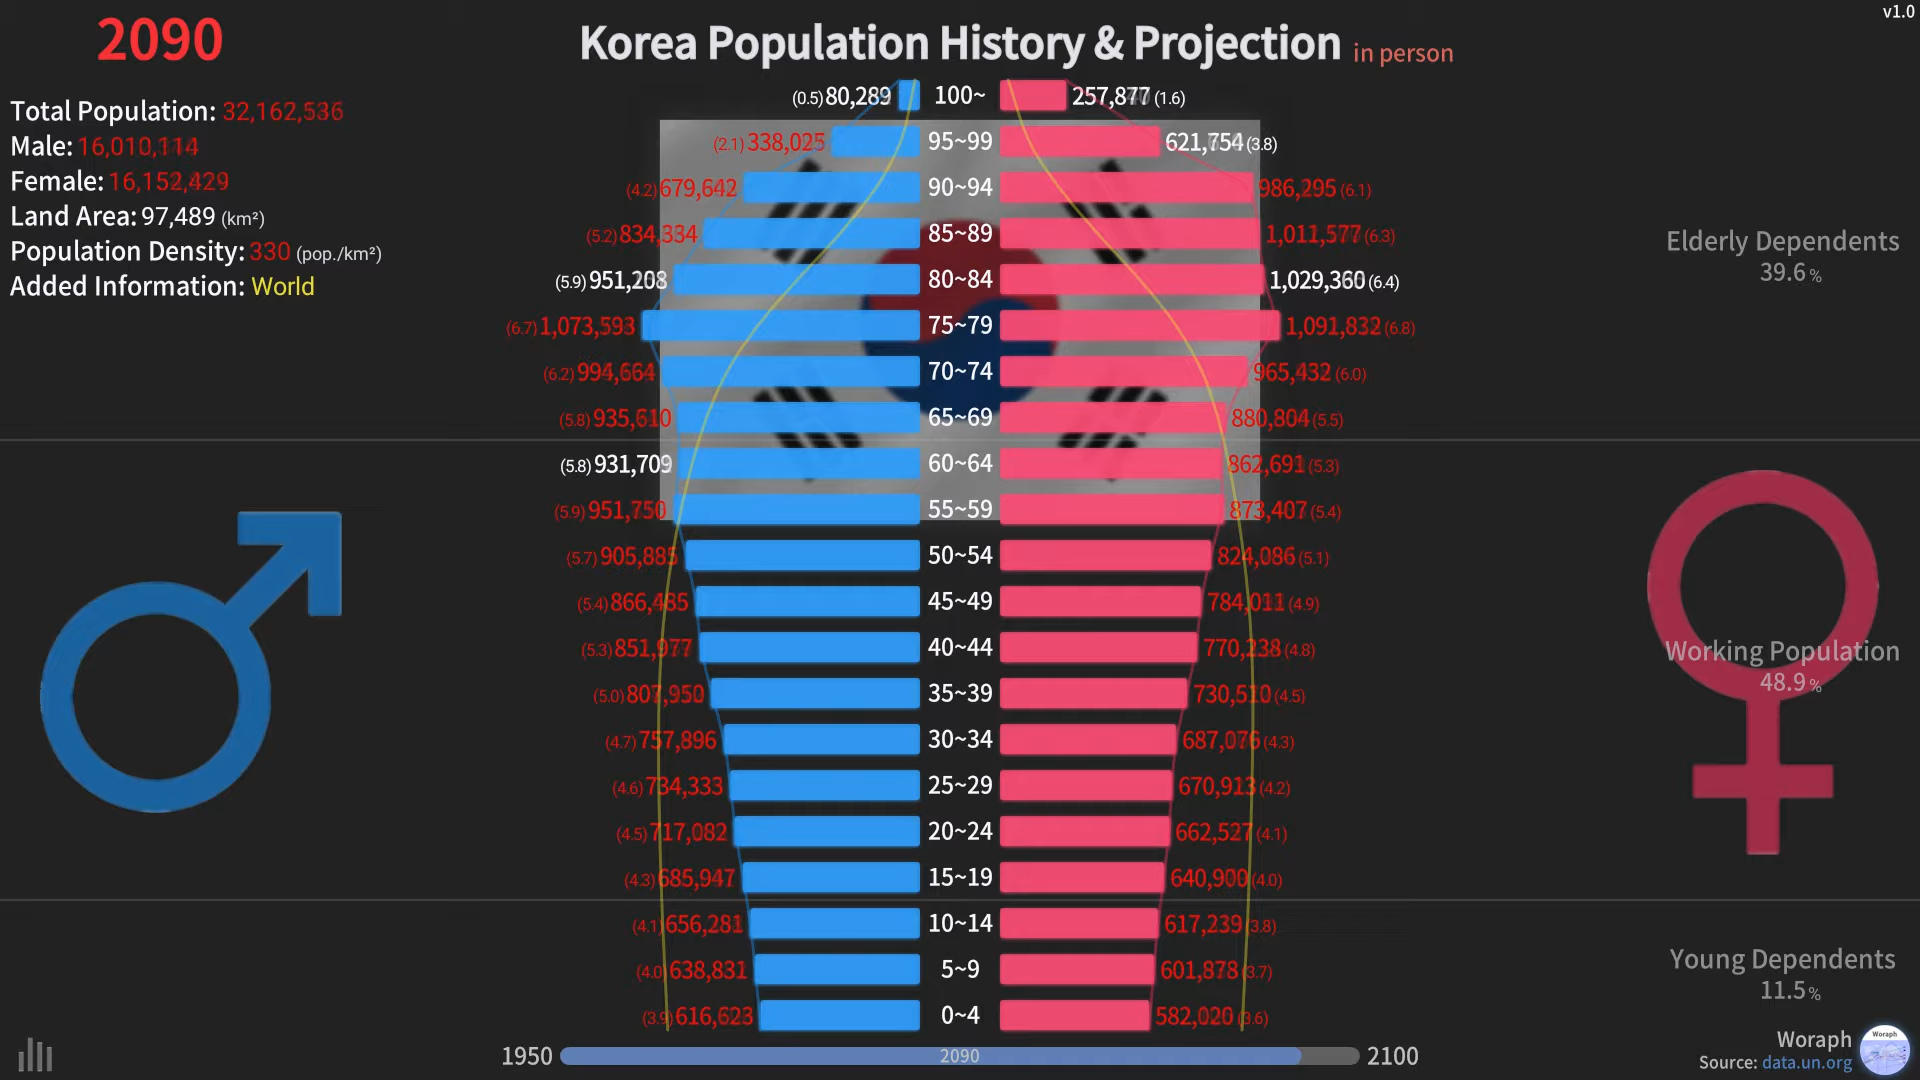 2090
Korea Population History & Projection in person
v1.0
Total Population: 32,162,536
Male: 16,010,114
Female: 16,152,429
Land Area: 97,489 (km²)
Population Density: 330 (pop./km²)
Added Information: World
(0.5) 80,289 100~ 257,877 (1.6)
(2.1) 338,025 95~99 621,754 (3.8)
(4.2) 679,642 90~94 986,295 (6.1)
(5.2) 834,334 85~89 1,011,577 (6.3)
(5.9) 951,208 80~84 1,029,360 (6.4)
(6.7) 1,073,593 75~79 1,091,832 (6.8)
(6.2) 994,664 70~74 965,432 (6.0)
(5.8) 935,610 65~69 880,804 (5.5)
(5.8) 931,709 60~64 862,691 (5.3)
(5.9) 951,750 55~59 873,407 (5.4)
(5.7) 905,885 50~54 824,086 (5.1)
(5.4) 866,485 45~49 784,011 (4.9)
(5.3) 851,977 40~44 770,238 (4.8)
(5.0) 807,950 35~39 730,510 (4.5)
(4.7) 757,896 30~34 687,076 (4.3)
(4.6) 734,333 25~29 670,913 (4.2)
(4.5) 717,082 20~24 662,527 (4.1)
(4.3) 685,947 15~19 640,900 (4.0)
(4.1) 656,281 10~14 617,239 (3.8)
(4.0) 638,831 5~9 601,878 (3.7)
(3.9) 616,623 0~4 582,020 (3.6)
Elderly Dependents
39.6 %
Working Population
48.9 %
Young Dependents
11.5 %
1950 2090 2100
Woraph
Source: data.un.org
Woraph